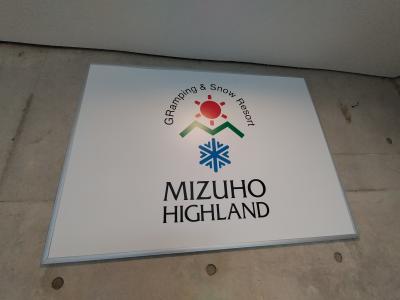 GRamping & Snow Resort
MIZUHO
HIGHLAND